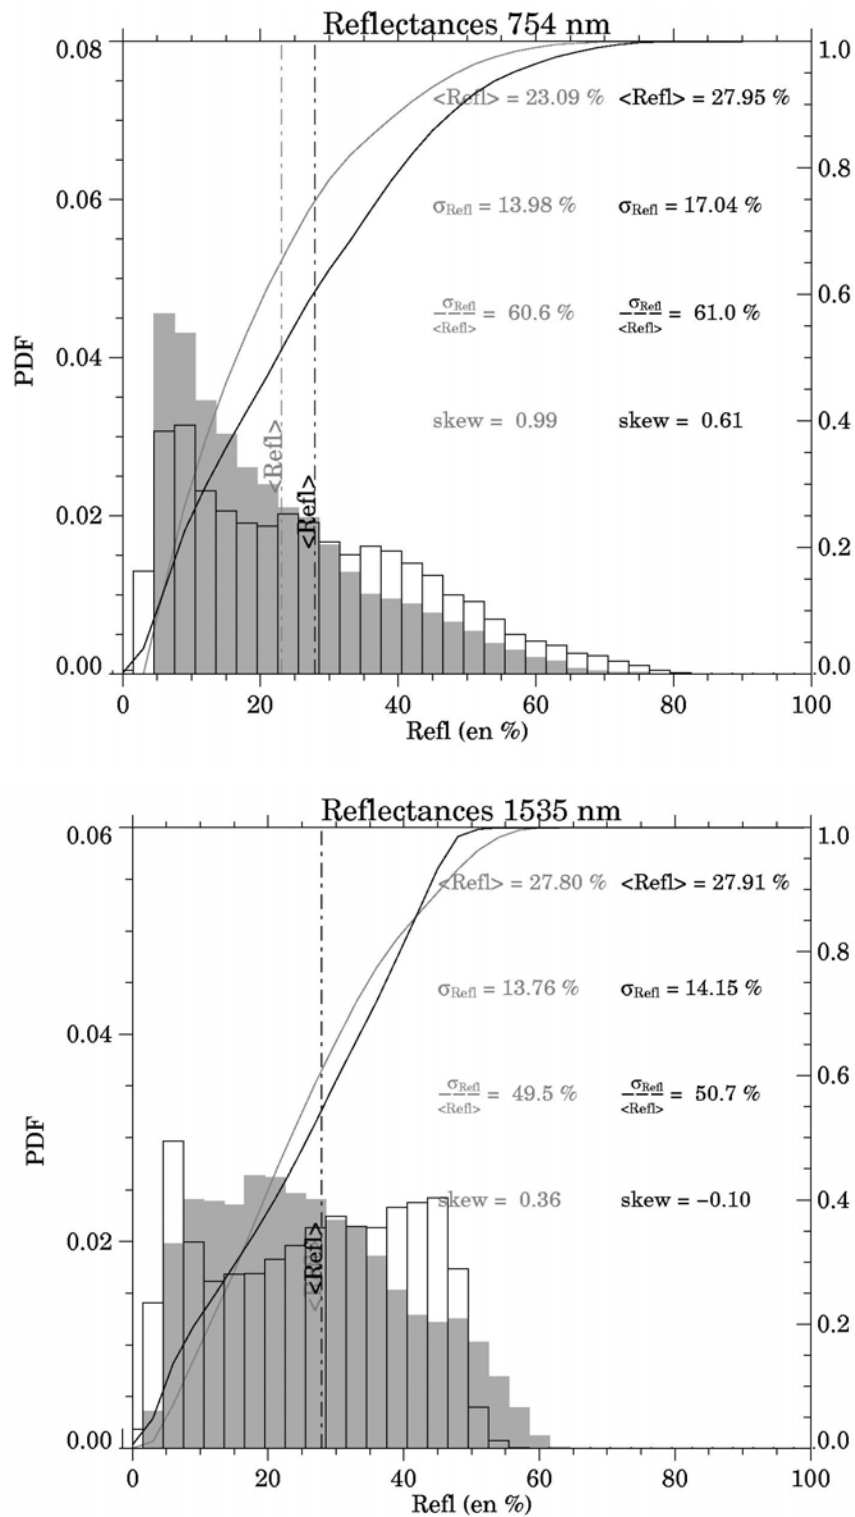 Reflectances 754 nm
0.08
1.0
<Refl> = 23.09 % <Refl> = 27.95 %
0.8
0.06
σRefl = 13.98 % σRefl = 17.04 %
0.6
σRefl/<Refl> = 60.6 % σRefl/<Refl> = 61.0 %
PDF
0.04
skew = 0.99 skew = 0.61
0.4
<Refl>
<Refl>
0.02
0.2
0.00
0.0
0 20 40 60 80 100
Refl (en %)
Reflectances 1535 nm
0.06
1.0
<Refl> = 27.80 % <Refl> = 27.91 %
0.8
σRefl = 13.76 % σRefl = 14.15 %
0.04
0.6
σRefl/<Refl> = 49.5 % σRefl/<Refl> = 50.7 %
PDF
skew = 0.36 skew = −0.10
0.4
0.02
<Refl>
0.2
0.00
0.0
0 20 40 60 80 100
Refl (en %)